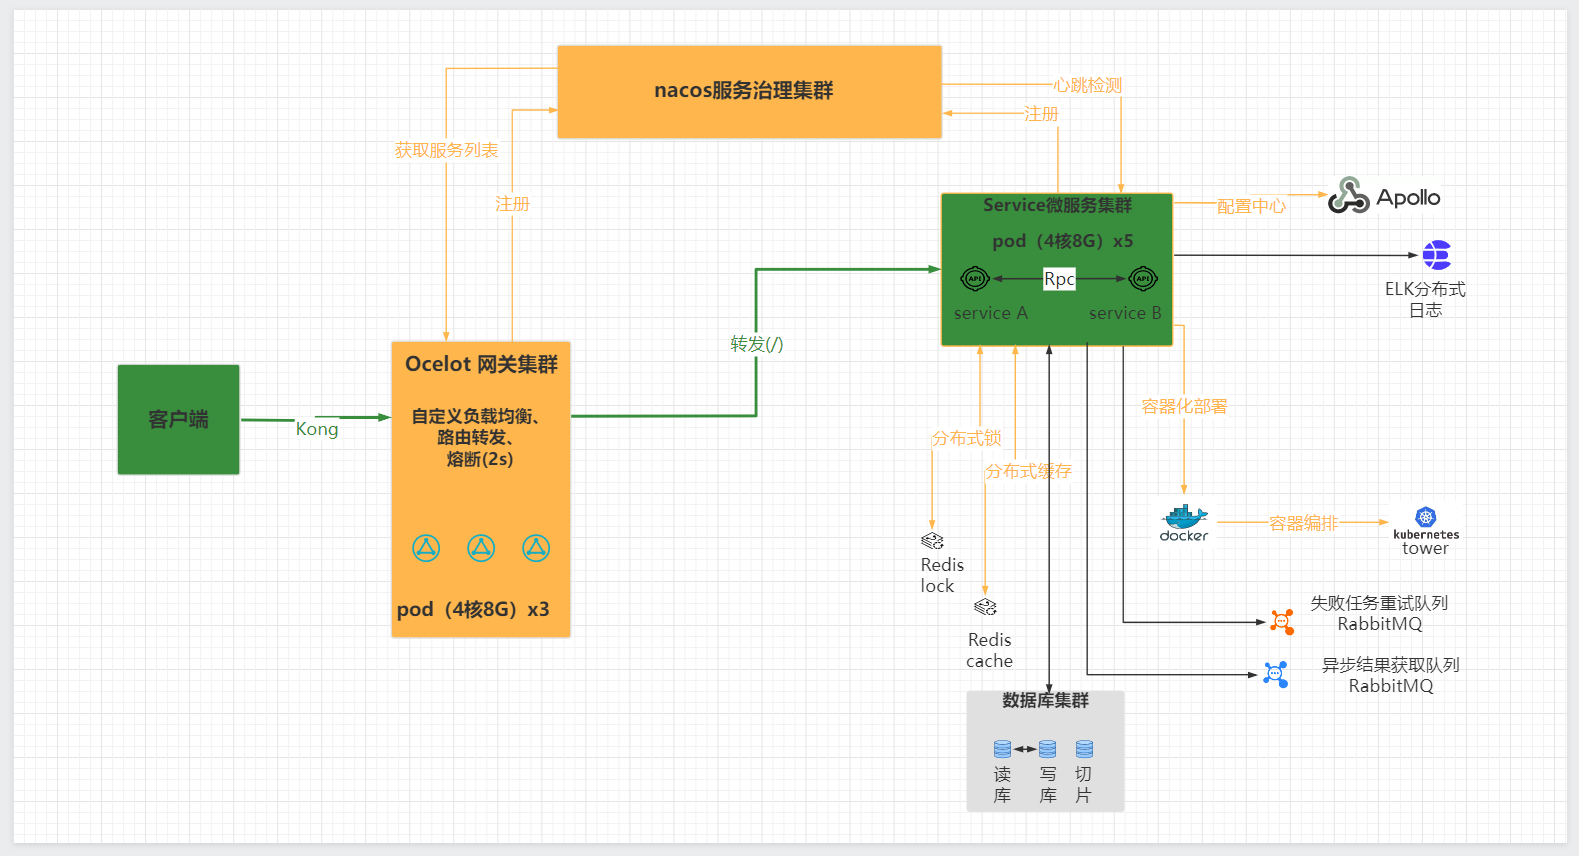 nacos服务治理集群
心跳检测
注册
获取服务列表
注册
Service微服务集群
pod（4核8G）x5
API
Rpc
API
service A
service B
配置中心
Apollo
ELK分布式
日志
转发(/)
客户端
Kong
Ocelot 网关集群
自定义负载均衡、
路由转发、
熔断(2s)
pod（4核8G）x3
分布式锁
分布式缓存
容器化部署
Redis
lock
Redis
cache
docker
容器编排
kubernetes
tower
失败任务重试队列
RabbitMQ
异步结果获取队列
RabbitMQ
数据库集群
读
库
写
库
切
片